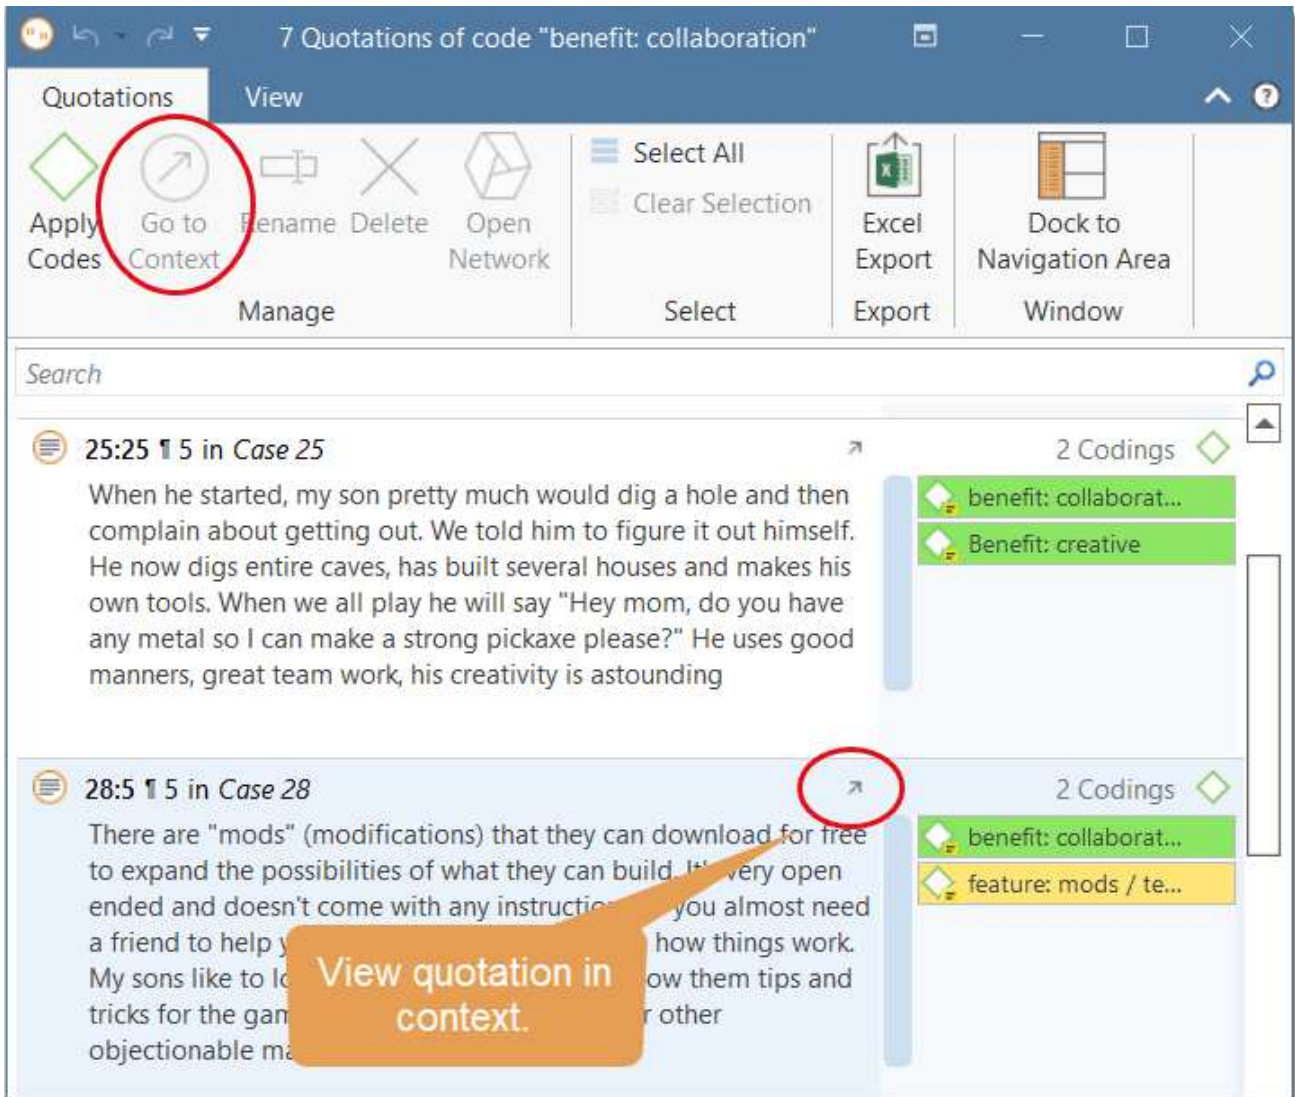 7 Quotations of code "benefit: collaboration"
Quotations View
Apply Codes
Go to Context
Rename
Delete
Open Network
Manage
Select All
Clear Selection
Select
Excel Export
Export
Dock to Navigation Area
Window
Search
25:25 ¶ 5 in Case 25
2 Codings
When he started, my son pretty much would dig a hole and then
complain about getting out. We told him to figure it out himself.
He now digs entire caves, has built several houses and makes his
own tools. When we all play he will say "Hey mom, do you have
any metal so I can make a strong pickaxe please?" He uses good
manners, great team work, his creativity is astounding
benefit: collaborat...
Benefit: creative
28:5 ¶ 5 in Case 28
2 Codings
There are "mods" (modifications) that they can download for free
to expand the possibilities of what they can build. It's very open
ended and doesn't come with any you almost need
a friend to help how things work.
My sons like to them tips and
tricks for the other
objectionable
benefit: collaborat...
feature: mods / te...
View quotation in
context.